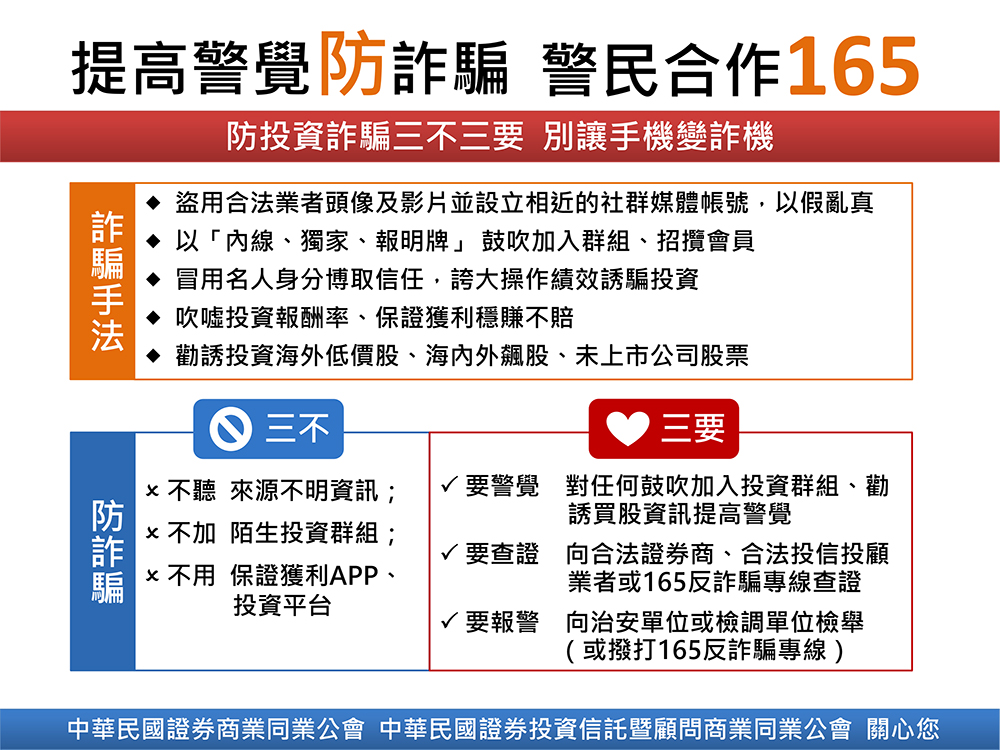 提高警覺防詐騙 警民合作165
防投資詐騙三不三要 別讓手機變詐機
詐騙手法
◆ 盜用合法業者頭像及影片並設立相近的社群媒體帳號，以假亂真
◆ 以「內線、獨家、報明牌」 鼓吹加入群組、招攬會員
◆ 冒用名人身分博取信任，誇大操作績效誘騙投資
◆ 吹噓投資報酬率、保證獲利穩賺不賠
◆ 勸誘投資海外低價股、海內外飆股、未上市公司股票
防詐騙
三不
× 不聽 來源不明資訊；
× 不加 陌生投資群組；
× 不用 保證獲利APP、
投資平台
三要
✓ 要警覺 對任何鼓吹加入投資群組、勸
誘買股資訊提高警覺
✓ 要查證 向合法證券商、合法投信投顧
業者或165反詐騙專線查證
✓ 要報警 向治安單位或檢調單位檢舉
(或撥打165反詐騙專線)
中華民國證券商業同業公會 中華民國證券投資信託暨顧問商業同業公會 關心您